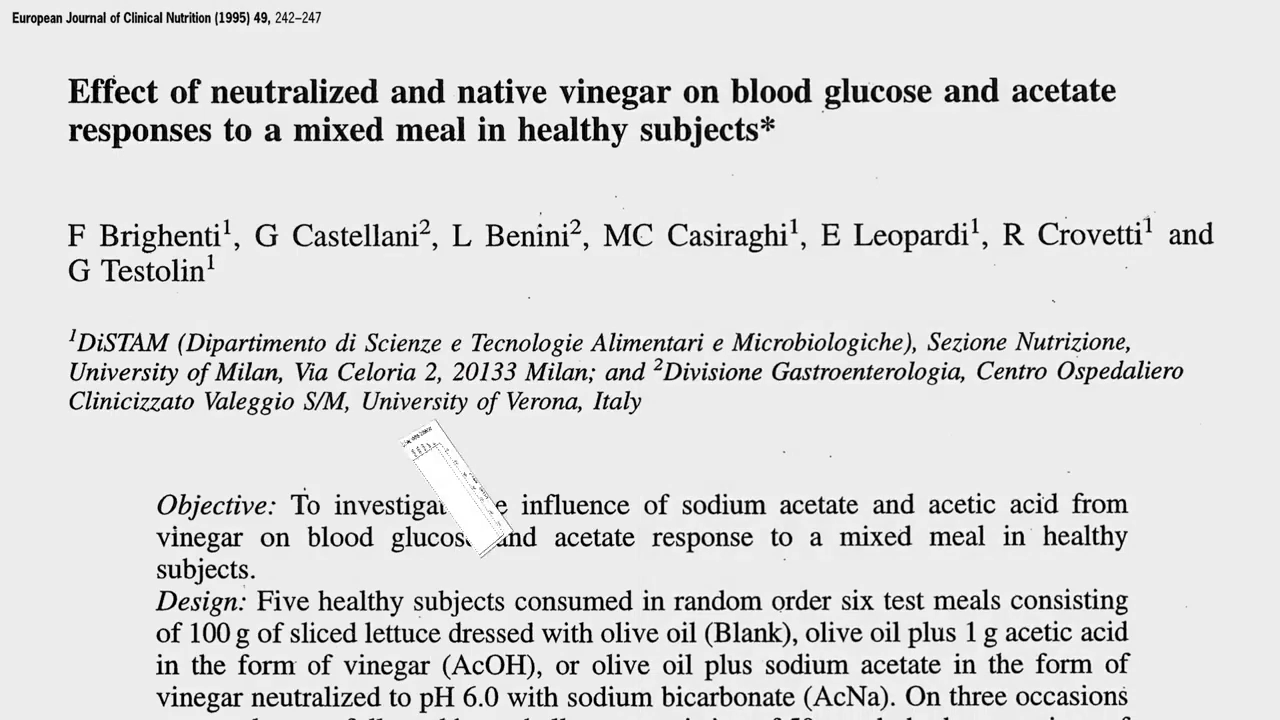 European Journal of Clinical Nutrition (1995) 49, 242–247
Effect of neutralized and native vinegar on blood glucose and acetate
responses to a mixed meal in healthy subjects*
F Brighenti¹, G Castellani², L Benini², MC Casiraghi¹, E Leopardi¹, R Crovetti¹ and
G Testolin¹
¹DiSTAM (Dipartimento di Scienze e Tecnologie Alimentari e Microbiologiche), Sezione Nutrizione,
University of Milan, Via Celoria 2, 20133 Milan; and ²Divisione Gastroenterologia, Centro Ospedaliero
Clinicizzato Valeggio S/M, University of Verona, Italy
Objective: To influence of sodium acetate and acetic acid from
vinegar on blood and acetate response to a mixed meal in healthy
subjects.
Design: Five healthy subjects consumed in random order six test meals consisting
of 100 g of sliced lettuce dressed with olive oil (Blank), olive oil plus 1 g acetic acid
in the form of vinegar (AcOH), or olive oil plus sodium acetate in the form of
vinegar neutralized to pH 6.0 with sodium bicarbonate (AcNa). On three occasions